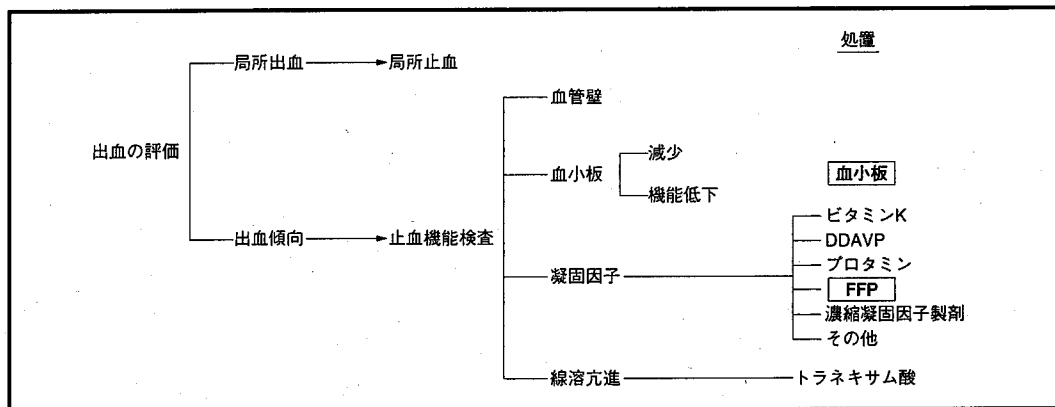 処置
局所出血
局所止血
血管壁
出血の評価
減少
血小板
血小板
機能低下
ビタミンK
出血傾向
止血機能検査
DDAVP
プロタミン
凝固因子
FFP
濃縮凝固因子製剤
その他
線溶亢進
トラネキサム酸